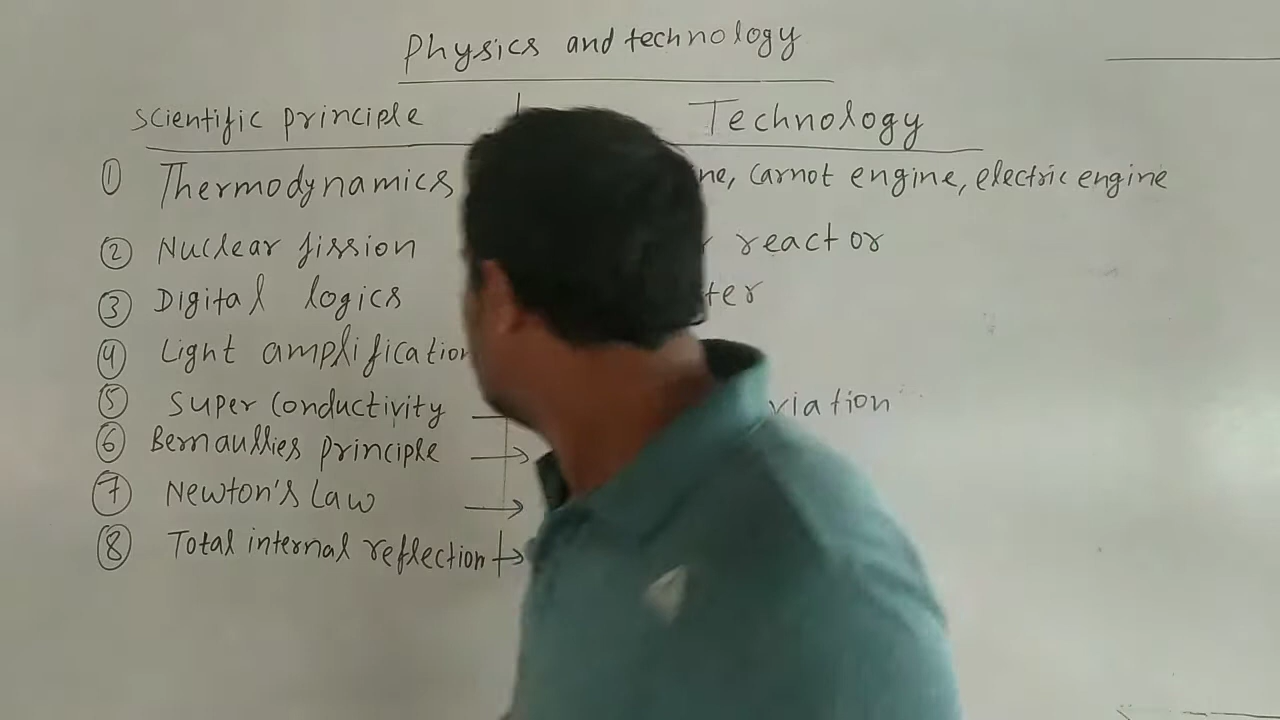 Physics and technology
Scientific principle Technology
① Thermodynamics ne, Carnot engine, electric engine
② Nuclear fission reactor
③ Digital logics ter
④ Light amplification
⑤ Super Conductivity viation
⑥ Bernaullies principle →
⑦ Newton's Law →
⑧ Total internal reflection →